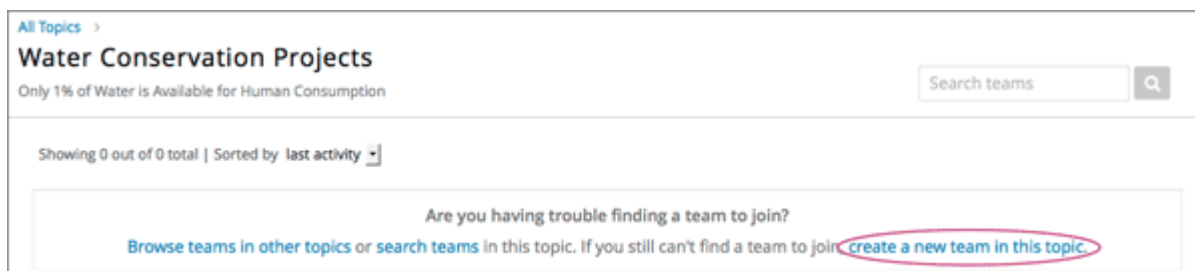 All Topics >
Water Conservation Projects
Only 1% of Water is Available for Human Consumption
Search teams
Showing 0 out of 0 total | Sorted by last activity
Are you having trouble finding a team to join?
Browse teams in other topics or search teams in this topic. If you still can't find a team to join, create a new team in this topic.